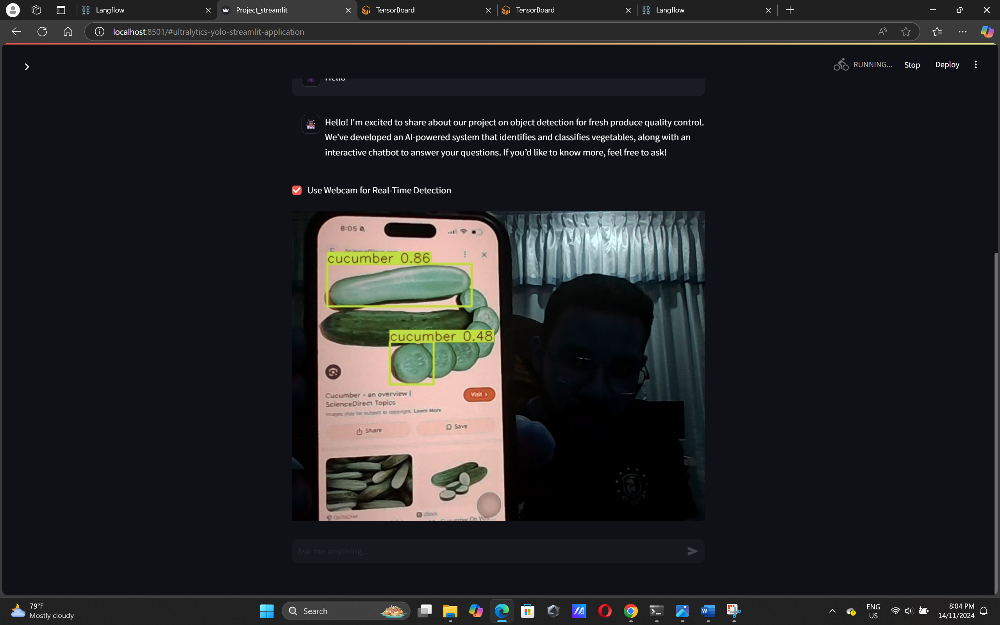 Langflow
Project_streamlit
TensorBoard
TensorBoard
Langflow
localhost:8501/#ultralytics-yolo-streamlit-application
RUNNING...
Stop
Deploy
Hello
Hello! I'm excited to share about our project on object detection for fresh produce quality control.
We’ve developed an AI-powered system that identifies and classifies vegetables, along with an
interactive chatbot to answer your questions. If you’d like to know more, feel free to ask!
Use Webcam for Real-Time Detection
8:05
cucumber 0.86
cucumber 0.48
Cucumber - an overview |
ScienceDirect Topics
Visit ›
Images may be subject to copyright. Learn More
Share
Save
iStock
Ask me anything...
79°F
Mostly cloudy
Search
ENG
US
8:04 PM
14/11/2024